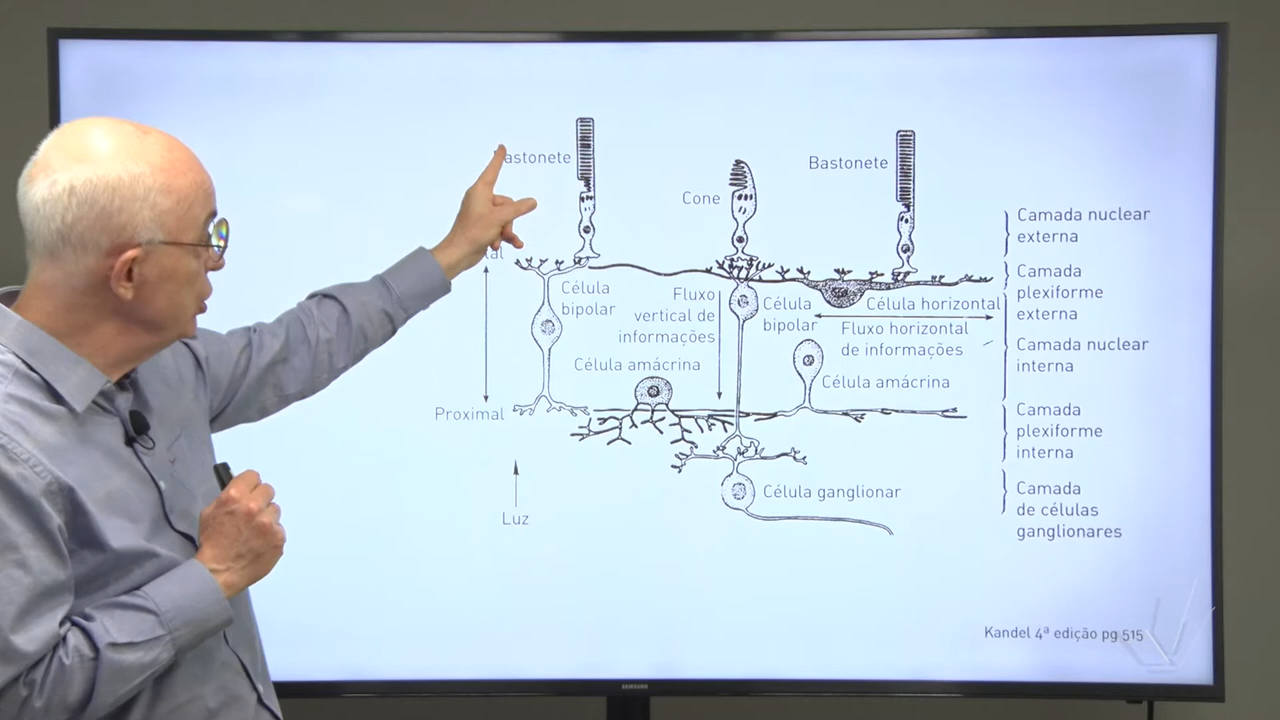 Bastonete
Bastonete
Cone
Camada nuclear
externa
Camada
plexiforme
externa
Célula
bipolar
Fluxo
vertical de
informações
Célula
bipolar
Célula horizontal
Fluxo horizontal
de informações
Camada nuclear
interna
Célula amácrina
Célula amácrina
Proximal
Camada
plexiforme
interna
Célula ganglionar
Camada
de células
ganglionares
Luz
Kandel 4ª edição pg 515
SAMSUNG